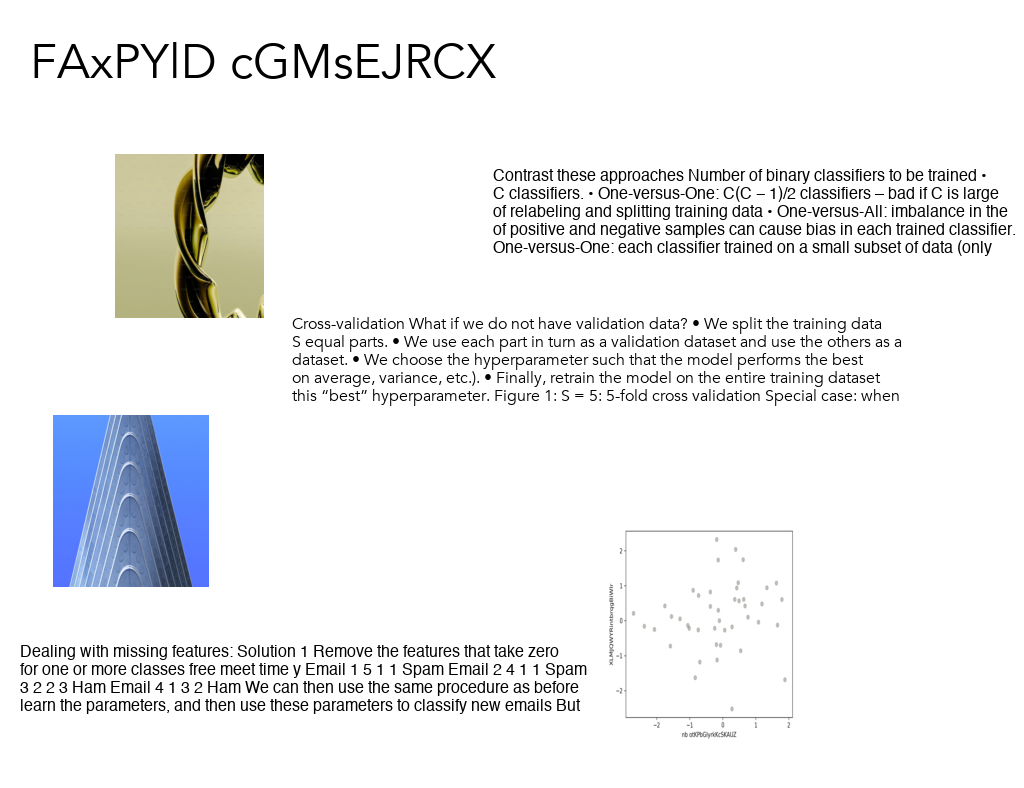 FAxPYlD cGMsEJRCX
Contrast these approaches Number of binary classifiers to be trained •
C classifiers. • One-versus-One: C(C – 1)/2 classifiers – bad if C is large
of relabeling and splitting training data • One-versus-All: imbalance in the
of positive and negative samples can cause bias in each trained classifier.
One-versus-One: each classifier trained on a small subset of data (only
Cross-validation What if we do not have validation data? • We split the training data
S equal parts. • We use each part in turn as a validation dataset and use the others as a
dataset. • We choose the hyperparameter such that the model performs the best
on average, variance, etc.). • Finally, retrain the model on the entire training dataset
this “best” hyperparameter. Figure 1: S = 5: 5-fold cross validation Special case: when
2
1
0
−1
−2
−2 −1 0 1 2
Dealing with missing features: Solution 1 Remove the features that take zero
for one or more classes free meet time y Email 1 5 1 1 Spam Email 2 4 1 1 Spam
3 2 2 3 Ham Email 4 1 3 2 Ham We can then use the same procedure as before
learn the parameters, and then use these parameters to classify new emails But